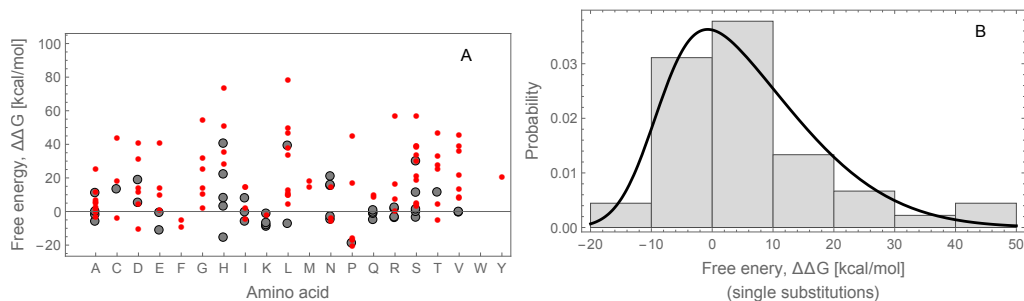 A
Free energy, ΔΔG [kcal/mol]
100
80
60
40
20
0
−20
A C D E F G H I K L M N P Q R S T V W Y
Amino acid
B
Probability
0.03
0.02
0.01
0.00
−20 −10 0 10 20 30 40 50
Free enery, ΔΔG [kcal/mol]
(single substitutions)